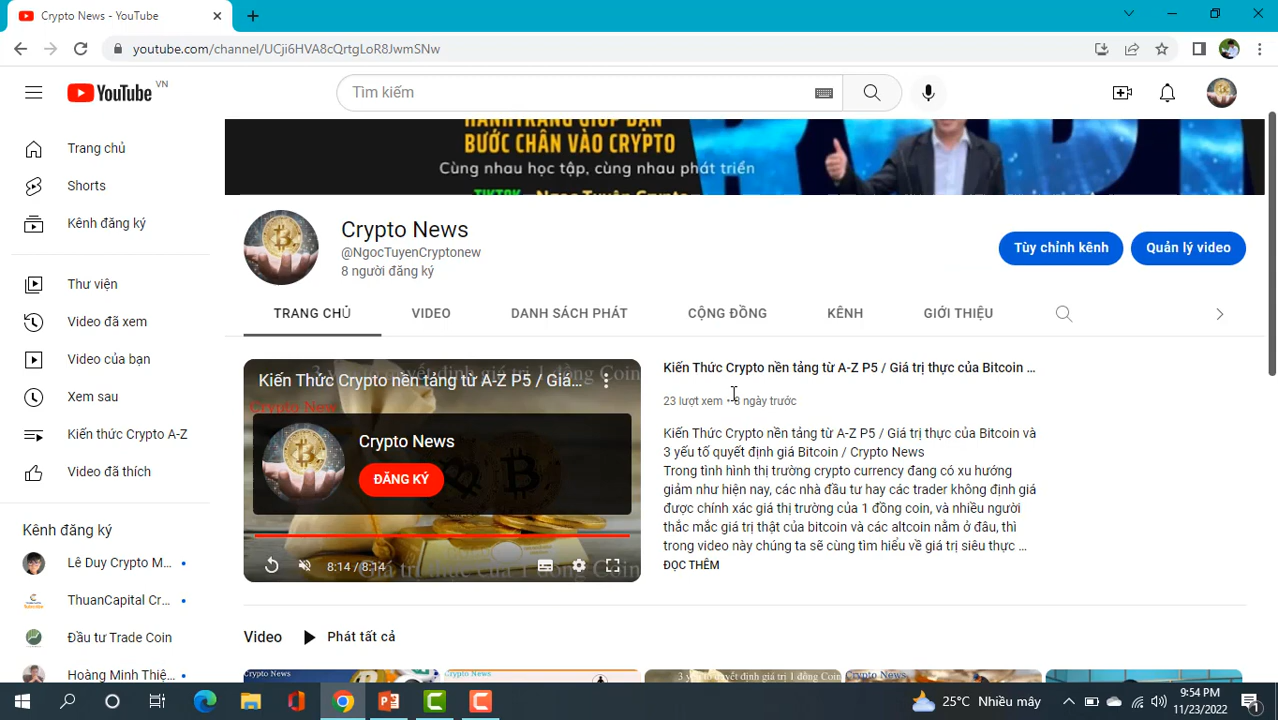 Crypto News - YouTube
youtube.com/channel/UCji6HVA8cQrtgLoR8JwmSNw
YouTube VN
Tìm kiếm
Trang chủ
Shorts
Kênh đăng ký
Thư viện
Video đã xem
Video của bạn
Xem sau
Kiến thức Crypto A-Z
Video đã thích
Kênh đăng ký
Lê Duy Crypto M...
ThuanCapital Cr...
Đầu tư Trade Coin
Hoàng Minh Thiệ...
HÀNH TRANG GIÚP BẠN
BƯỚC CHÂN VÀO CRYPTO
Cùng nhau học tập, cùng nhau phát triển
Crypto News
@NgocTuyenCryptonew
8 người đăng ký
Tùy chỉnh kênh
Quản lý video
TRANG CHỦ
VIDEO
DANH SÁCH PHÁT
CỘNG ĐỒNG
KÊNH
GIỚI THIỆU
Kiến Thức Crypto nền tảng từ A-Z P5 / Giá...
Crypto News
ĐĂNG KÝ
8:14 / 8:14
Giá trị thực của 1 đồng Coin
Kiến Thức Crypto nền tảng từ A-Z P5 / Giá trị thực của Bitcoin ...
23 lượt xem • 8 ngày trước
Kiến Thức Crypto nền tảng từ A-Z P5 / Giá trị thực của Bitcoin và
3 yếu tố quyết định giá Bitcoin / Crypto News
Trong tình hình thị trường crypto currency đang có xu hướng
giảm như hiện nay, các nhà đầu tư hay các trader không định giá
được chính xác giá thị trường của 1 đồng coin, và nhiều người
thắc mắc giá trị thật của bitcoin và các altcoin nằm ở đâu, thì
trong video này chúng ta sẽ cùng tìm hiểu về giá trị siêu thực ...
ĐỌC THÊM
Video
Phát tất cả
Crypto News
Crypto News
Crypto News
25°C Nhiều mây
9:54 PM
11/23/2022